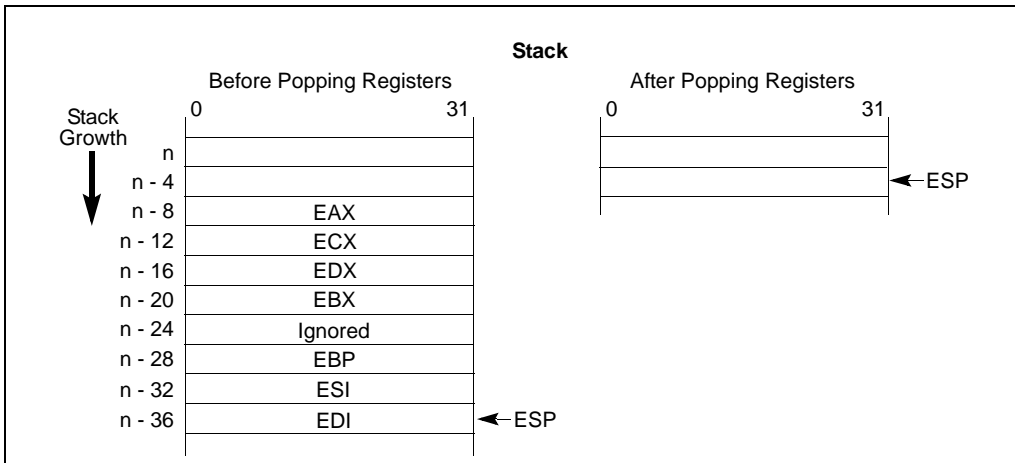 Stack
Before Popping Registers
After Popping Registers
0 31
0 31
Stack
Growth
n
n - 4
ESP
n - 8 EAX
n - 12 ECX
n - 16 EDX
n - 20 EBX
n - 24 Ignored
n - 28 EBP
n - 32 ESI
n - 36 EDI ESP